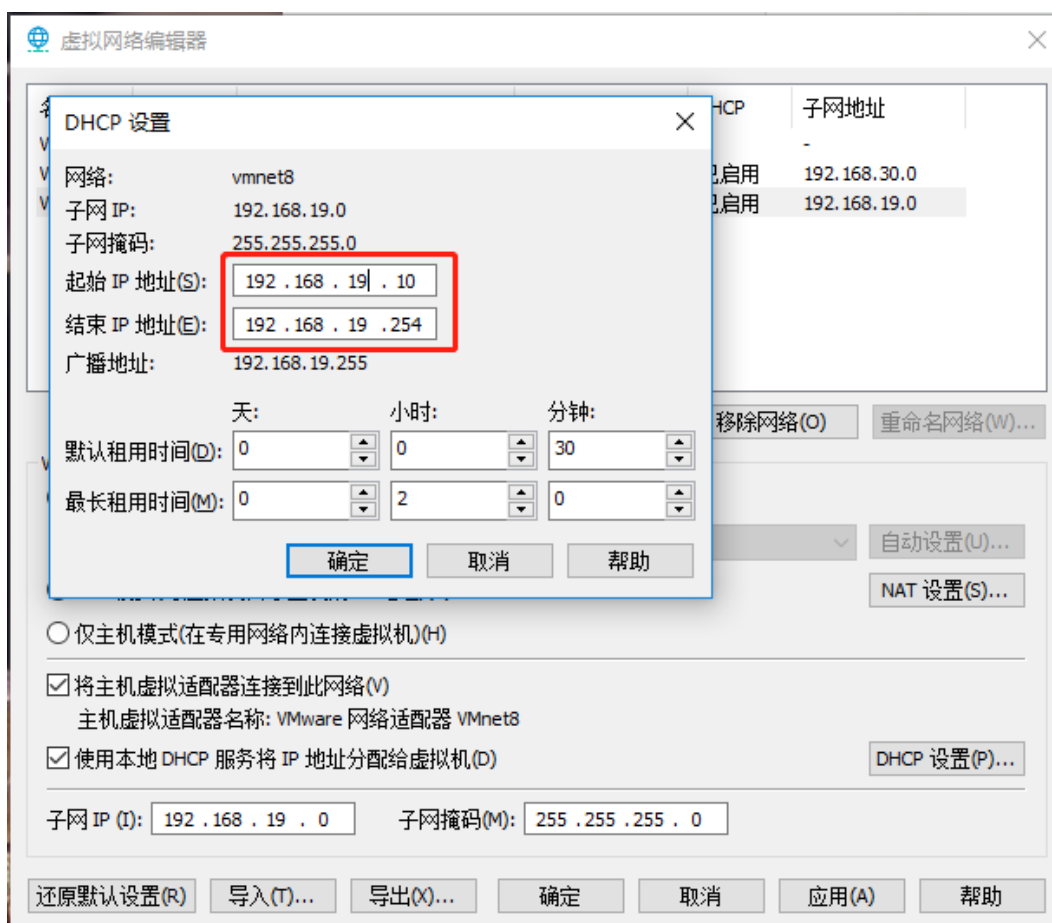 虚拟网络编辑器
子网地址
DHCP 设置
-
网络: vmnet8
已启用 192.168.30.0
子网 IP: 192.168.19.0
已启用 192.168.19.0
子网掩码: 255.255.255.0
起始 IP 地址(S): 192 . 168 . 19 . 10
结束 IP 地址(E): 192 . 168 . 19 . 254
广播地址: 192.168.19.255
天: 小时: 分钟:
默认租用时间(D): 0 0 30
最长租用时间(M): 0 2 0
确定 取消 帮助
移除网络(O) 重命名网络(W)...
自动设置(U)...
NAT 设置(S)...
仅主机模式(在专用网络内连接虚拟机)(H)
将主机虚拟适配器连接到此网络(V)
主机虚拟适配器名称: VMware 网络适配器 VMnet8
使用本地 DHCP 服务将 IP 地址分配给虚拟机(D) DHCP 设置(P)...
子网 IP (I): 192 . 168 . 19 . 0 子网掩码(M): 255 . 255 . 255 . 0
还原默认设置(R) 导入(T)... 导出(X)... 确定 取消 应用(A) 帮助